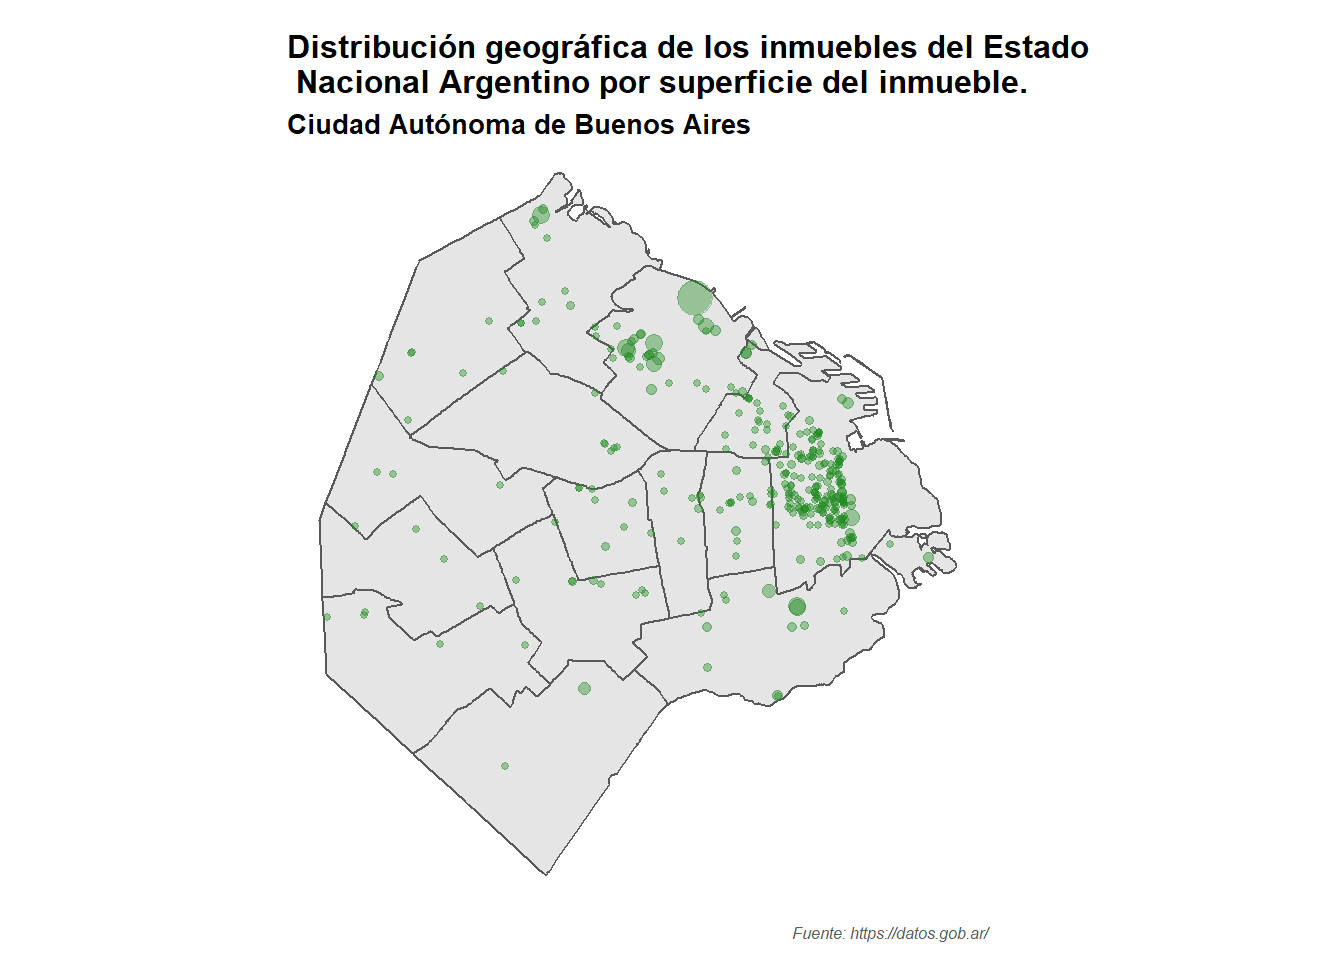 Distribución geográfica de los inmuebles del Estado
Nacional Argentino por superficie del inmueble.
Ciudad Autónoma de Buenos Aires
Fuente: https://datos.gob.ar/